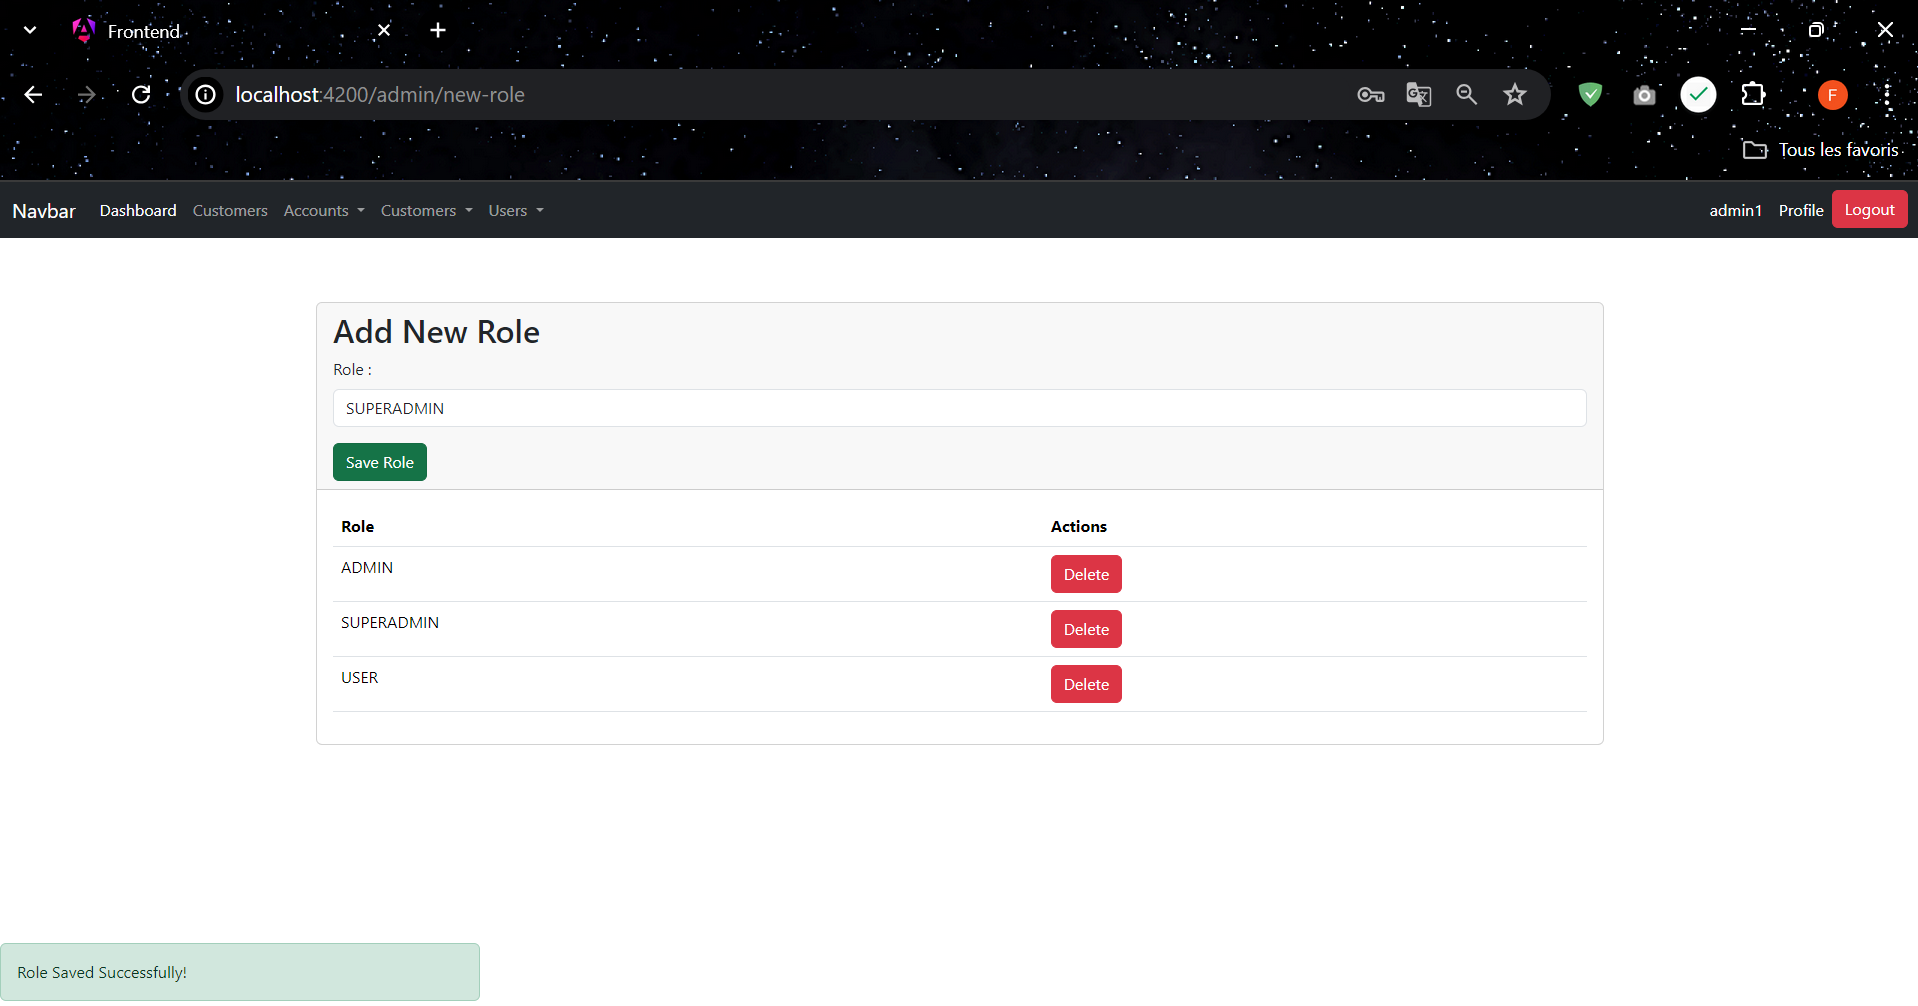 Frontend
localhost:4200/admin/new-role
F
Tous les favoris
Navbar Dashboard Customers Accounts Customers Users admin1 Profile Logout
Add New Role
Role :
SUPERADMIN
Save Role
Role Actions
ADMIN Delete
SUPERADMIN Delete
USER Delete
Role Saved Successfully!